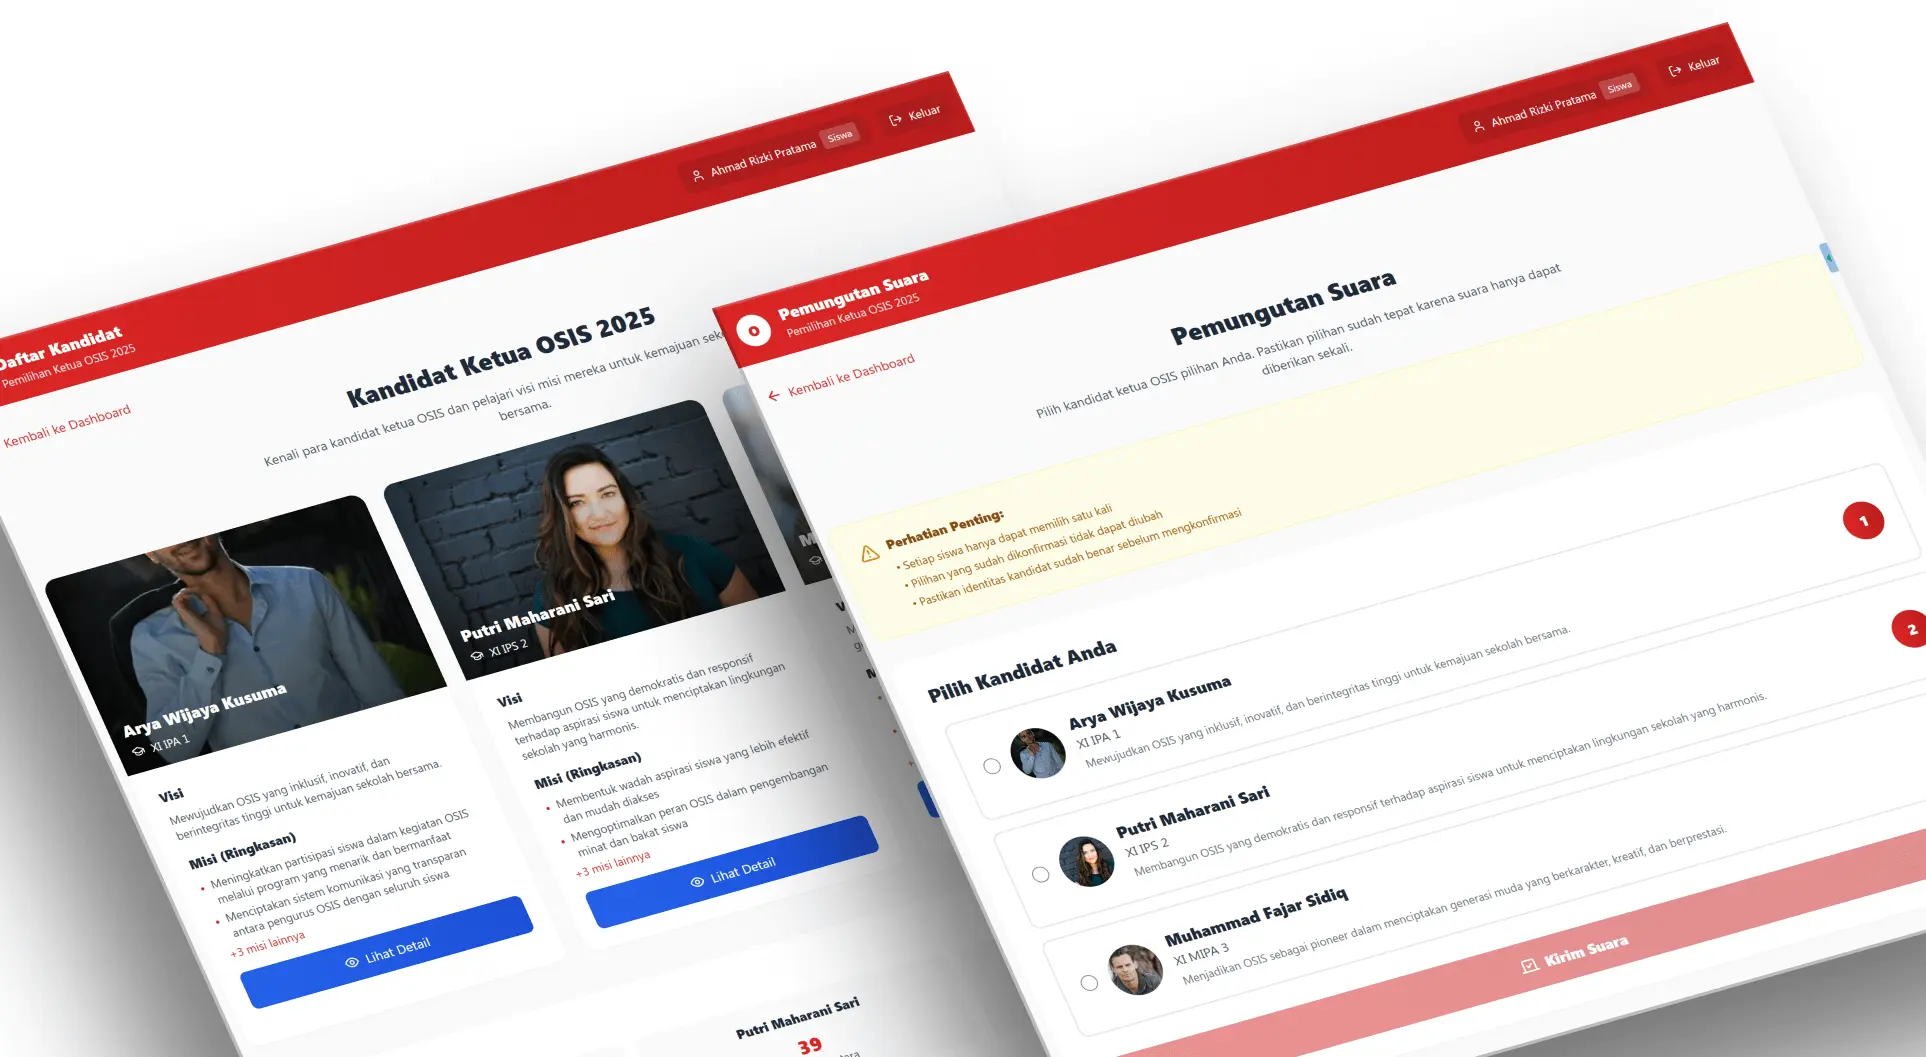 Ahmad Rizki Pratama Siswa
Keluar
Daftar Kandidat
Pemilihan Ketua OSIS 2025
Kembali ke Dashboard
Kandidat Ketua OSIS 2025
Kenali para kandidat ketua OSIS dan pelajari visi misi mereka untuk kemajuan
bersama.
Arya Wijaya Kusuma
XI IPA 1
Visi
Mewujudkan OSIS yang inklusif, inovatif, dan
berintegritas tinggi untuk kemajuan sekolah bersama.
Misi (Ringkasan)
• Meningkatkan partisipasi siswa dalam kegiatan OSIS
melalui program yang menarik dan bermanfaat
• Menciptakan sistem komunikasi yang transparan
antara pengurus OSIS dengan seluruh siswa
+3 misi lainnya
Lihat Detail
Putri Maharani Sari
XI IPS 2
Visi
Membangun OSIS yang demokratis dan responsif
terhadap aspirasi siswa untuk menciptakan lingkungan
sekolah yang harmonis.
Misi (Ringkasan)
• Membentuk wadah aspirasi siswa yang lebih efektif
dan mudah diakses
• Mengoptimalkan peran OSIS dalam pengembangan
minat dan bakat siswa
+3 misi lainnya
Lihat Detail
Putri Maharani Sari
39
Ahmad Rizki Pratama Siswa
Keluar
O
Pemungutan Suara
Pemilihan Ketua OSIS 2025
← Kembali ke Dashboard
Pemungutan Suara
Pilih kandidat ketua OSIS pilihan Anda. Pastikan pilihan sudah tepat karena suara hanya dapat
diberikan sekali.
Perhatian Penting:
• Setiap siswa hanya dapat memilih satu kali
• Pilihan yang sudah dikonfirmasi tidak dapat diubah
• Pastikan identitas kandidat sudah benar sebelum mengkonfirmasi
Pilih Kandidat Anda
Arya Wijaya Kusuma
XI IPA 1
Mewujudkan OSIS yang inklusif, inovatif, dan berintegritas tinggi untuk kemajuan sekolah bersama.
1
Putri Maharani Sari
XI IPS 2
Membangun OSIS yang demokratis dan responsif terhadap aspirasi siswa untuk menciptakan lingkungan sekolah yang harmonis.
2
Muhammad Fajar Sidiq
XI MIPA 3
Menjadikan OSIS sebagai pioneer dalam menciptakan generasi muda yang berkarakter, kreatif, dan berprestasi.
Kirim Suara